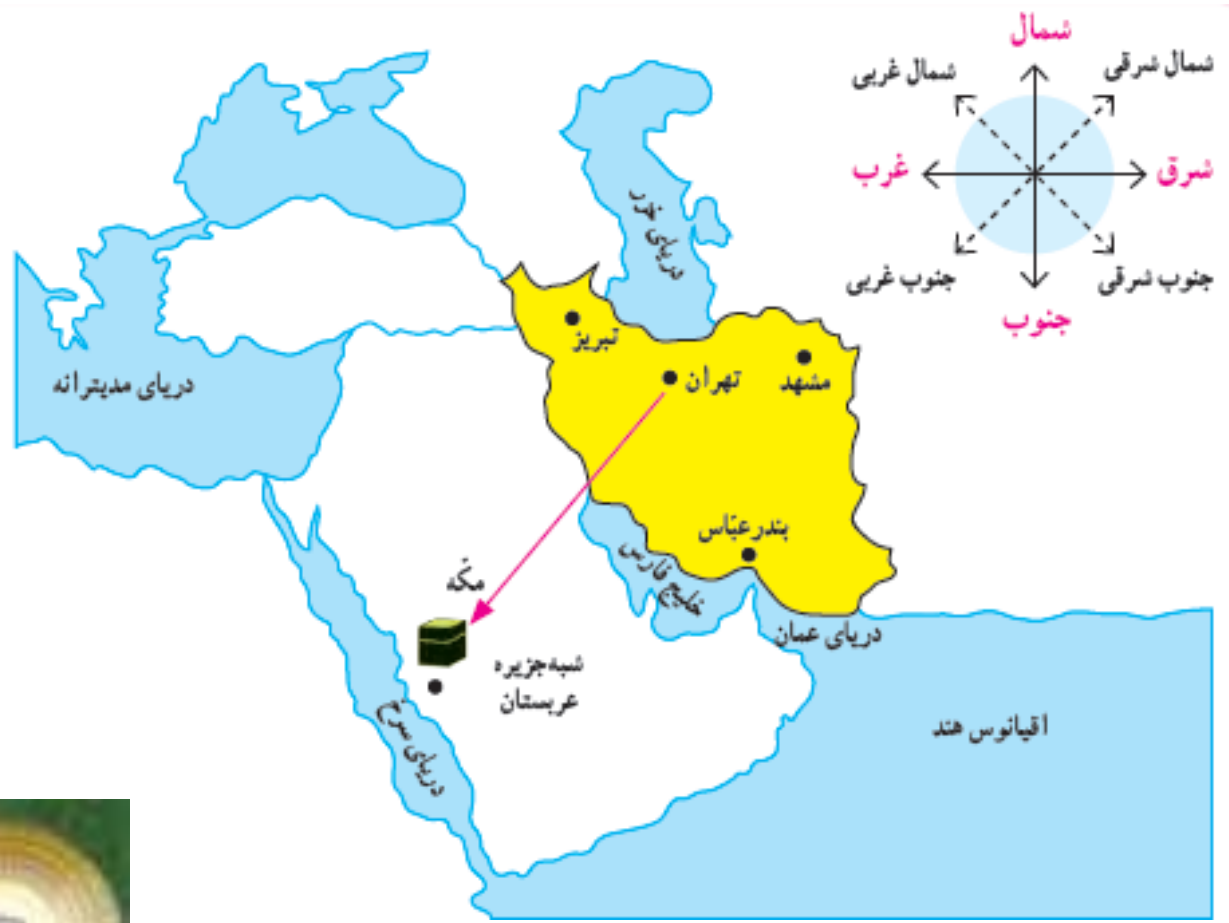 شمال
شمال غربی
شمال شرقی
غرب
شرق
جنوب غربی
جنوب شرقی
جنوب
دریای خزر
تبریز
تهران
مشهد
دریای مدیترانه
بندرعبّاس
خلیج فارس
مکّه
دریای عمان
شبه‌جزیره
عربستان
دریای سرخ
اقیانوس هند